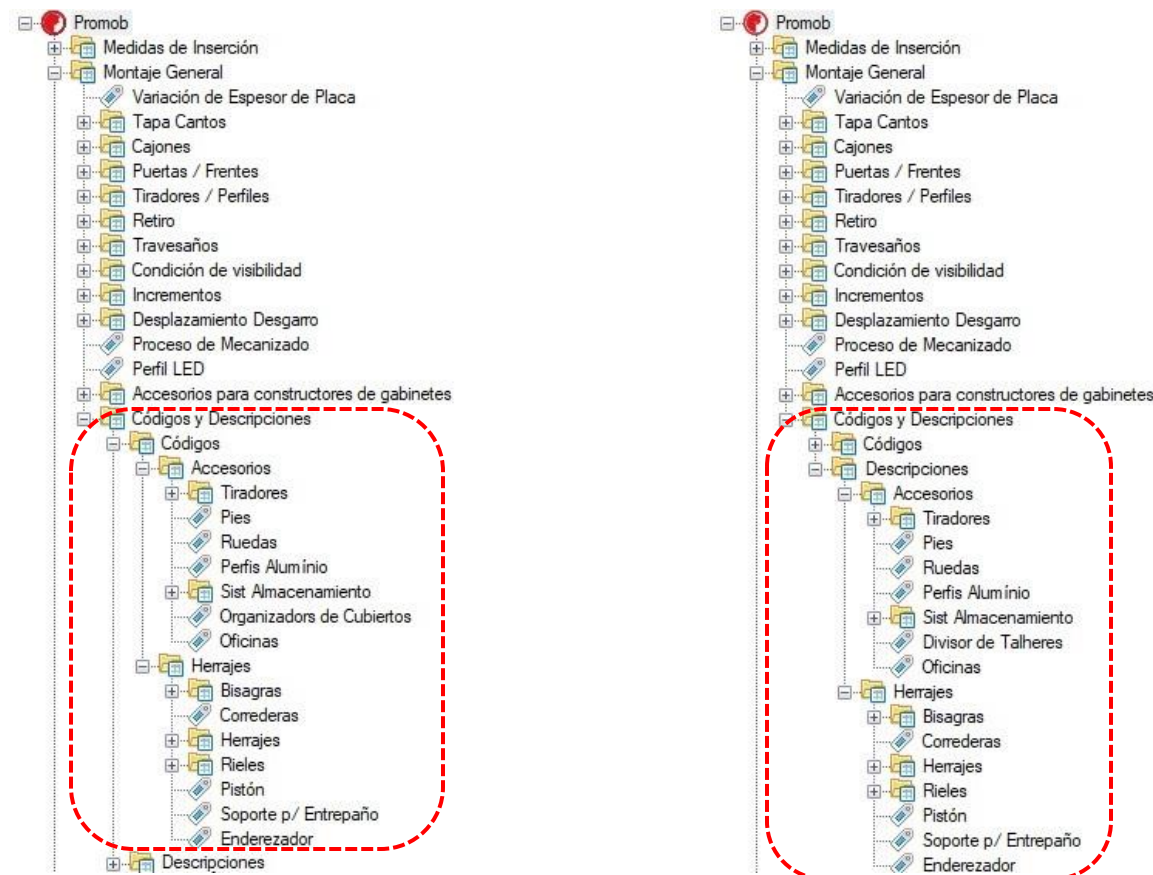 Promob
Medidas de Inserción
Montaje General
Variación de Espesor de Placa
Tapa Cantos
Cajones
Puertas / Frentes
Tiradores / Perfiles
Retiro
Travesaños
Condición de visibilidad
Incrementos
Desplazamiento Desgarro
Proceso de Mecanizado
Perfil LED
Accesorios para constructores de gabinetes
Códigos y Descripciones
Códigos
Accesorios
Tiradores
Pies
Ruedas
Perfis Alumínio
Sist Almacenamiento
Organizadors de Cubiertos
Oficinas
Herrajes
Bisagras
Correderas
Herrajes
Rieles
Pistón
Soporte p/ Entrepaño
Enderezador
Descripciones
Promob
Medidas de Inserción
Montaje General
Variación de Espesor de Placa
Tapa Cantos
Cajones
Puertas / Frentes
Tiradores / Perfiles
Retiro
Travesaños
Condición de visibilidad
Incrementos
Desplazamiento Desgarro
Proceso de Mecanizado
Perfil LED
Accesorios para constructores de gabinetes
Códigos y Descripciones
Códigos
Descripciones
Accesorios
Tiradores
Pies
Ruedas
Perfis Alumínio
Sist Almacenamiento
Divisor de Talheres
Oficinas
Herrajes
Bisagras
Correderas
Herrajes
Rieles
Pistón
Soporte p/ Entrepaño
Enderezador